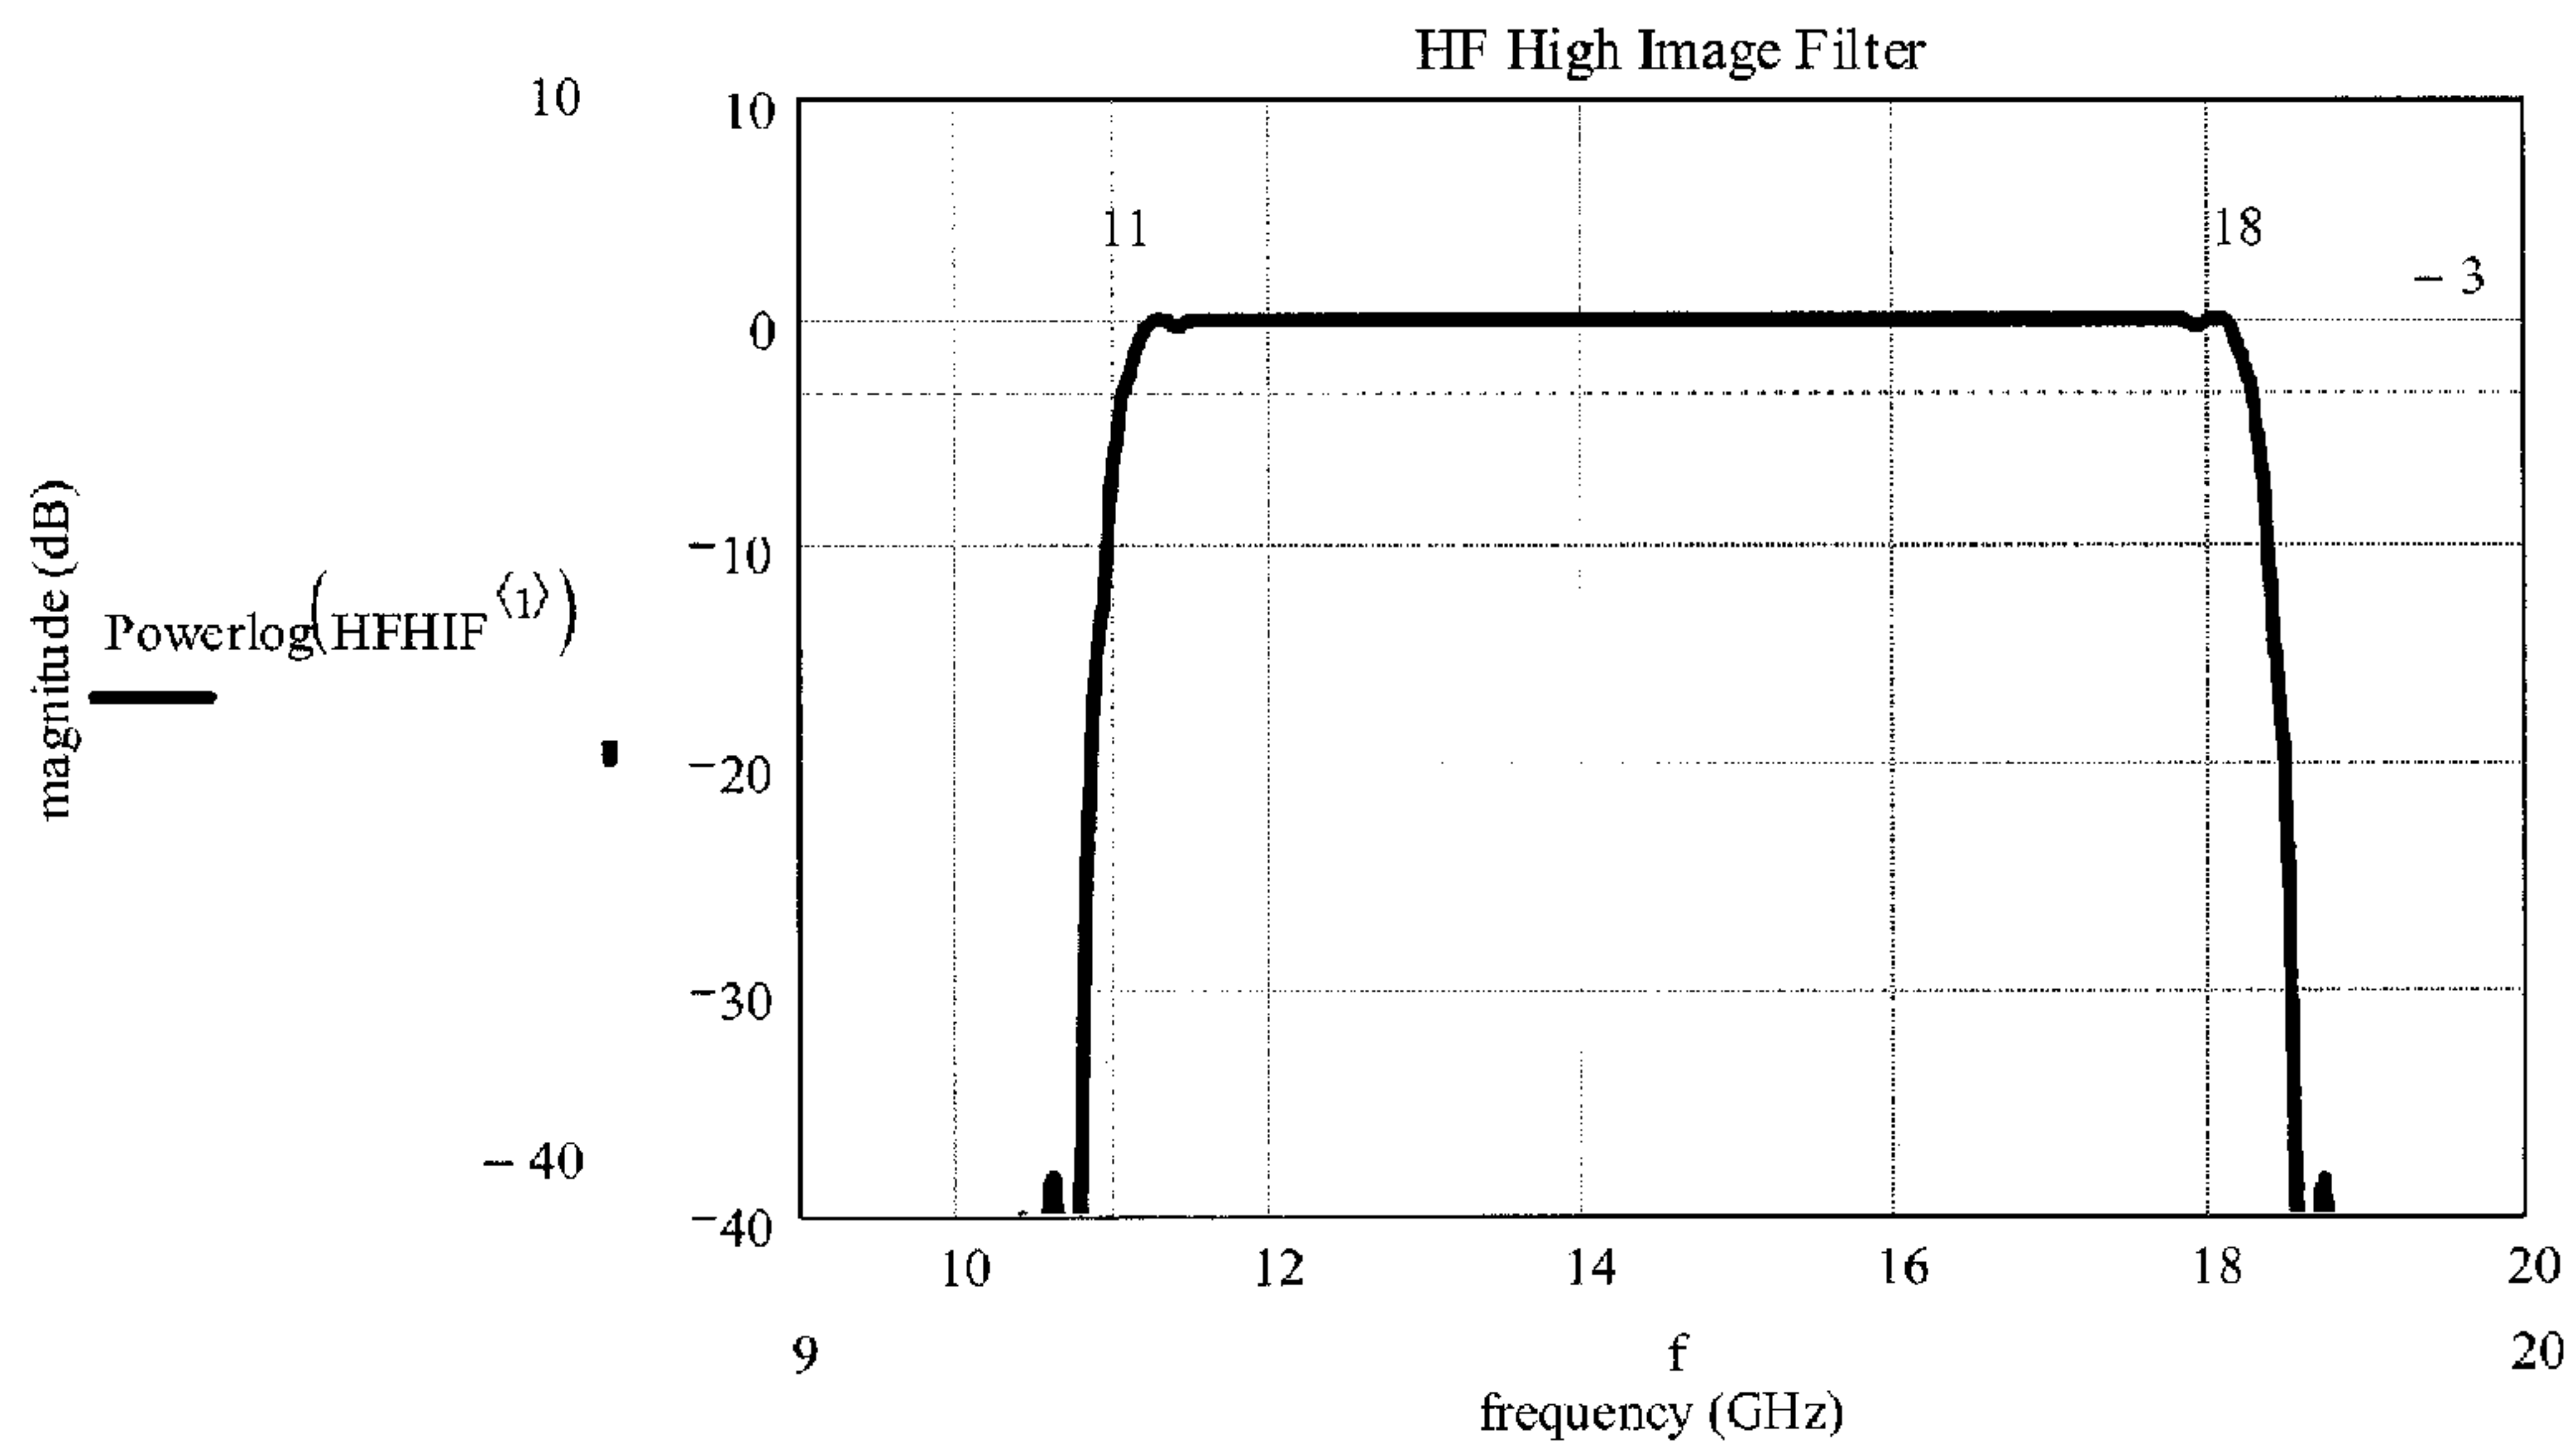 HF High Image Filter
10
10
11
18
− 3
0
−10
magnitude (dB)
Powerlog(HFHIF⟨1⟩)
−20
−30
− 40
−40
10 12 14 16 18 20
9 f 20
frequency (GHz)